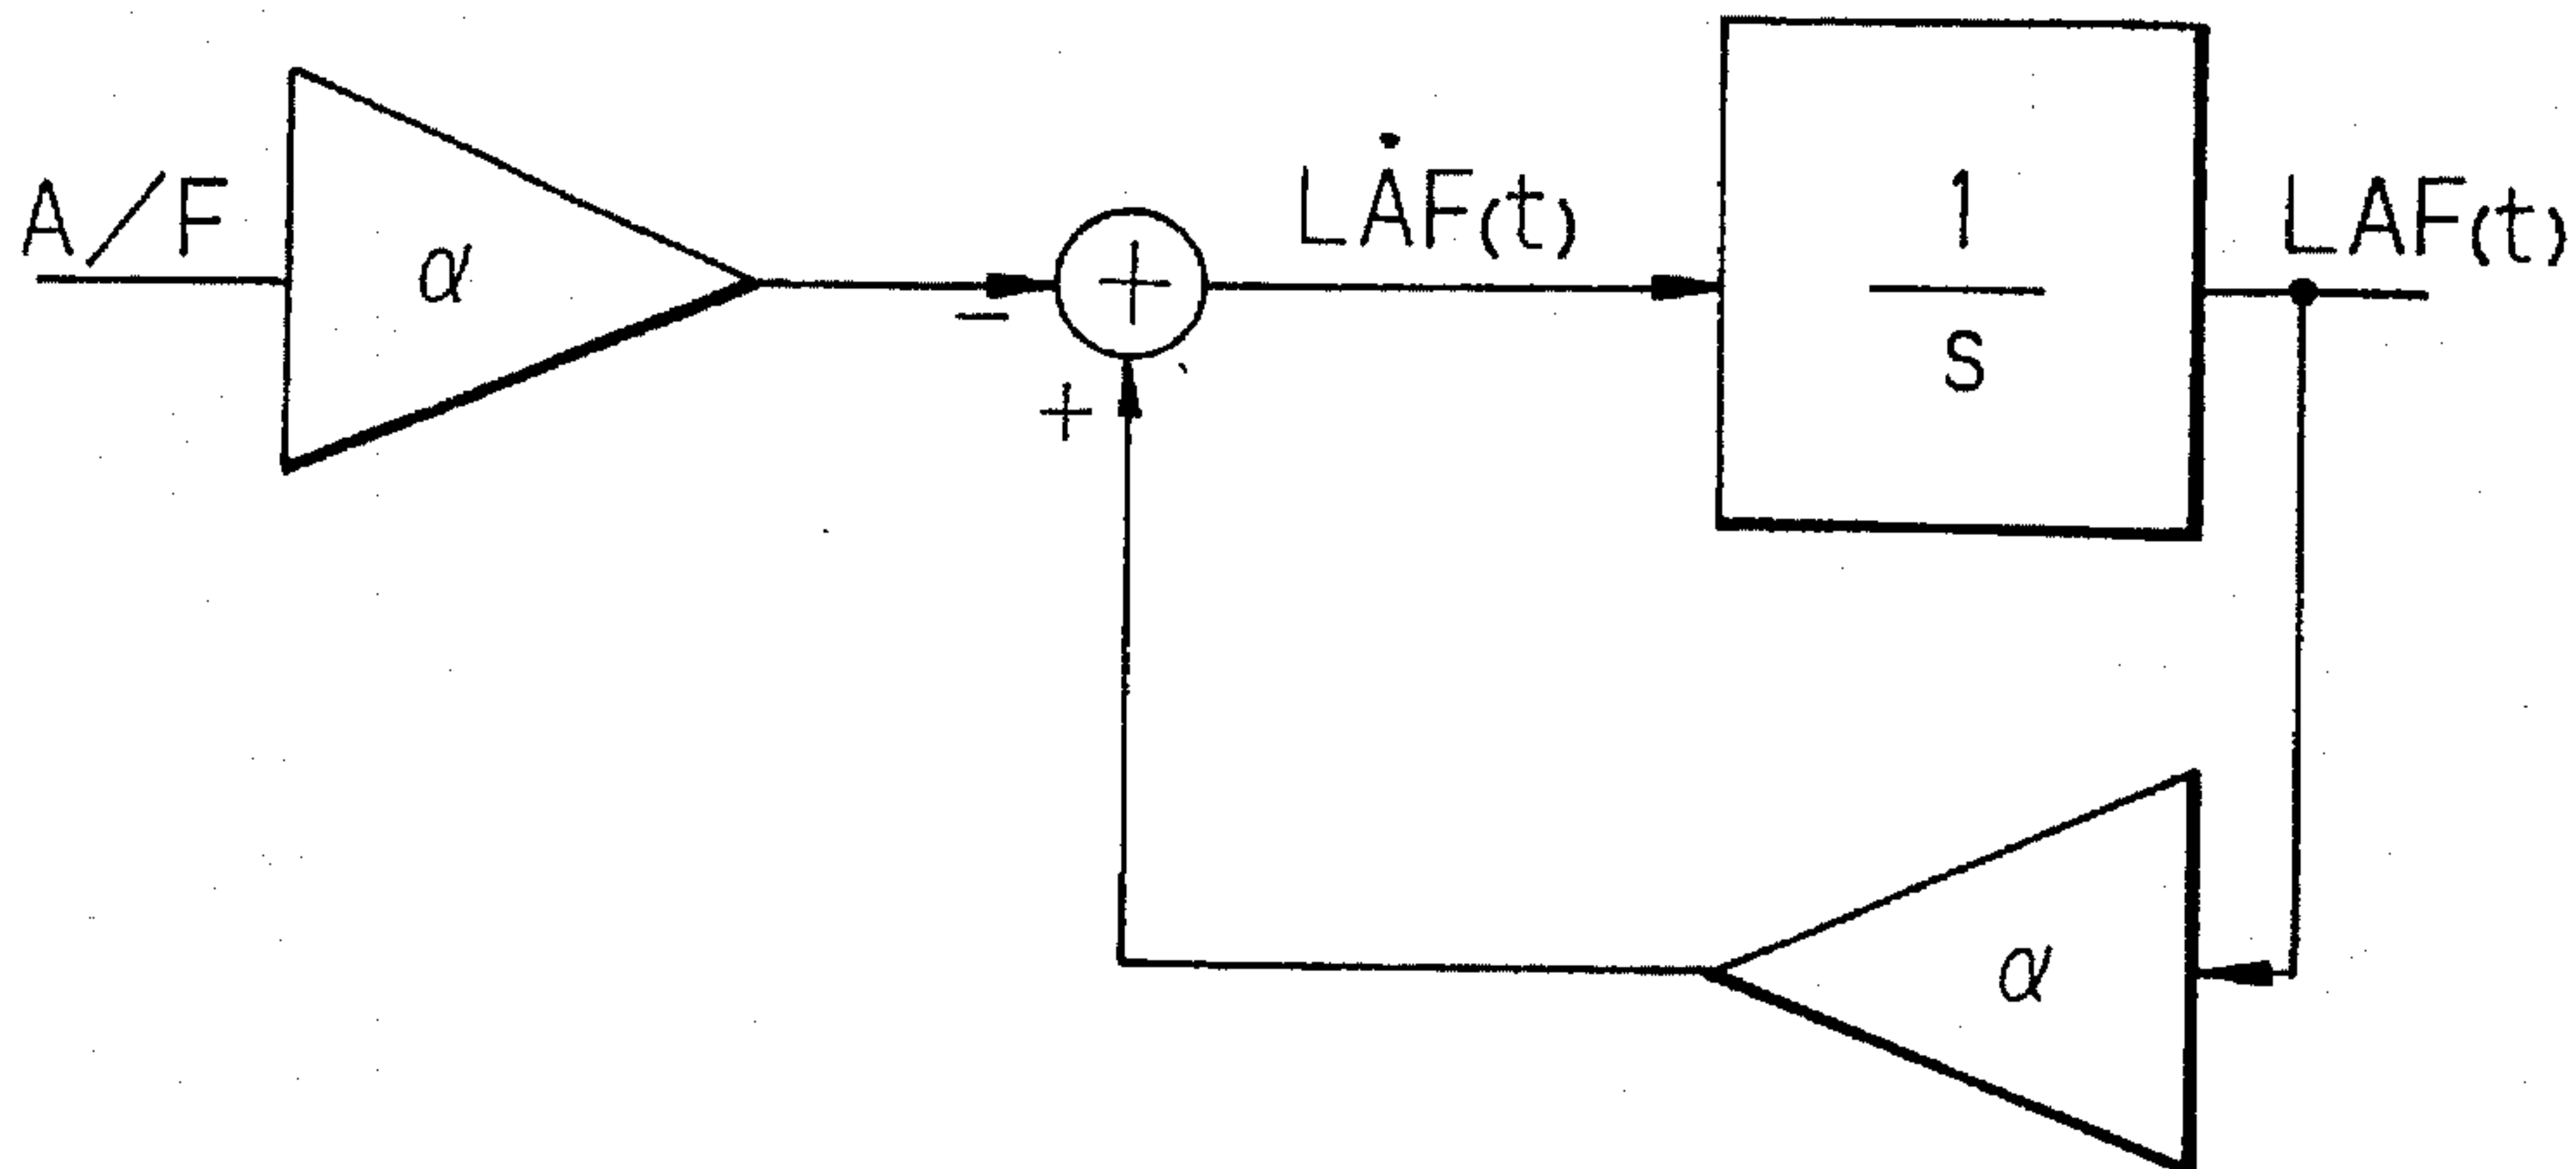 A/F
α
−
+
+
LȦF(t)
1
S
LAF(t)
α